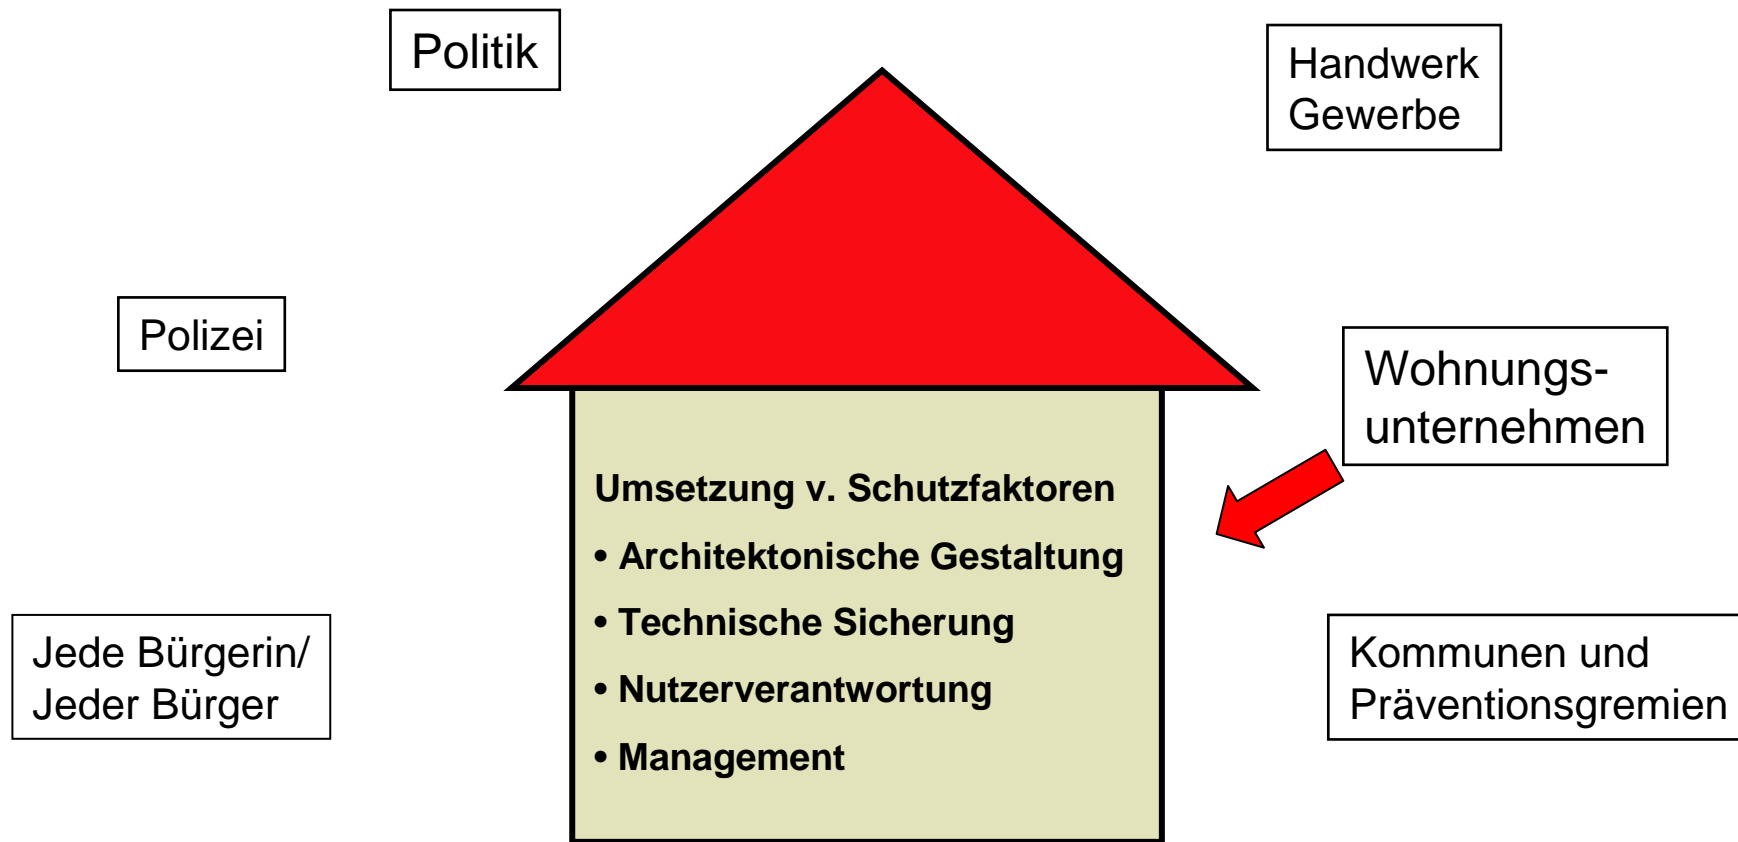 Politik
Handwerk
Gewerbe
Polizei
Wohnungs-
unternehmen
Umsetzung v. Schutzfaktoren
• Architektonische Gestaltung
• Technische Sicherung
• Nutzerverantwortung
• Management
Jede Bürgerin/
Jeder Bürger
Kommunen und
Präventionsgremien